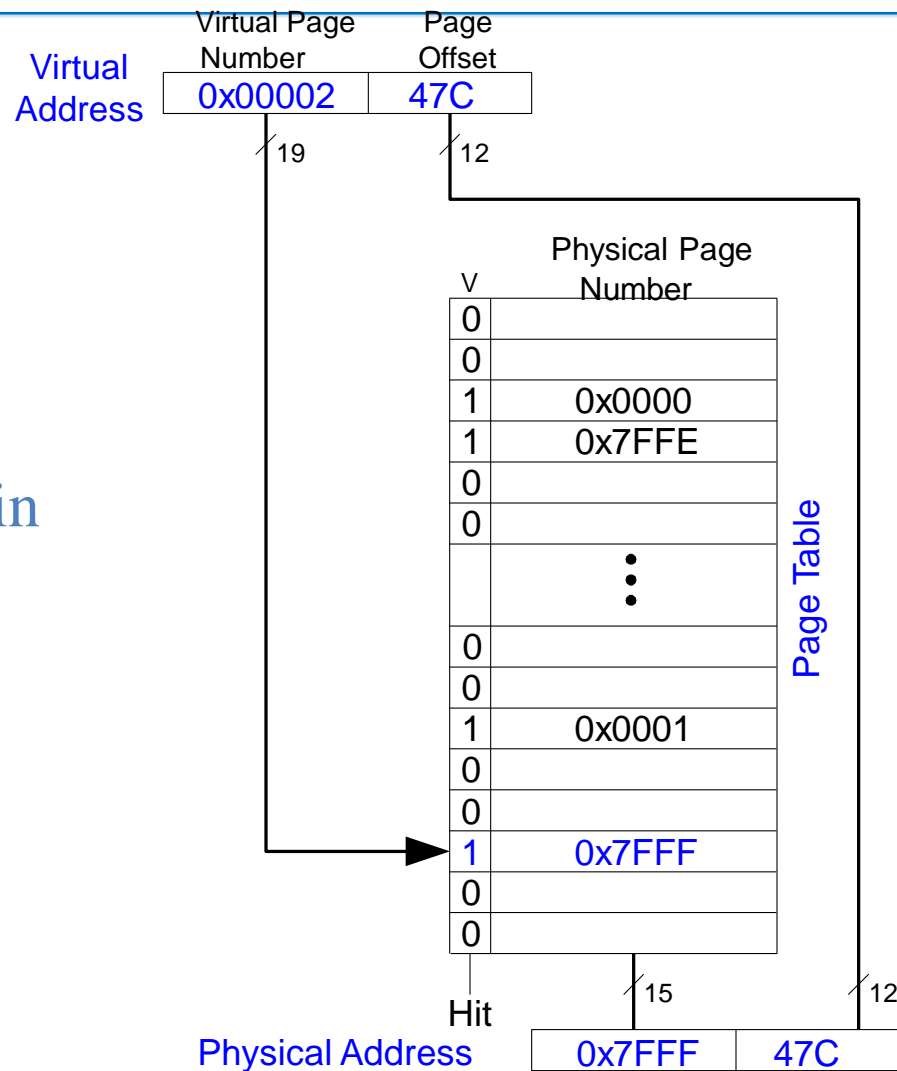 Virtual Page Number
Page Offset
Virtual Address
0x00002
47C
19
12
V
Physical Page Number
0
0
1 0x0000
1 0x7FFE
0
0
0
0
1 0x0001
0
0
1 0x7FFF
0
0
Page Table
in
Hit
15
12
Physical Address
0x7FFF
47C